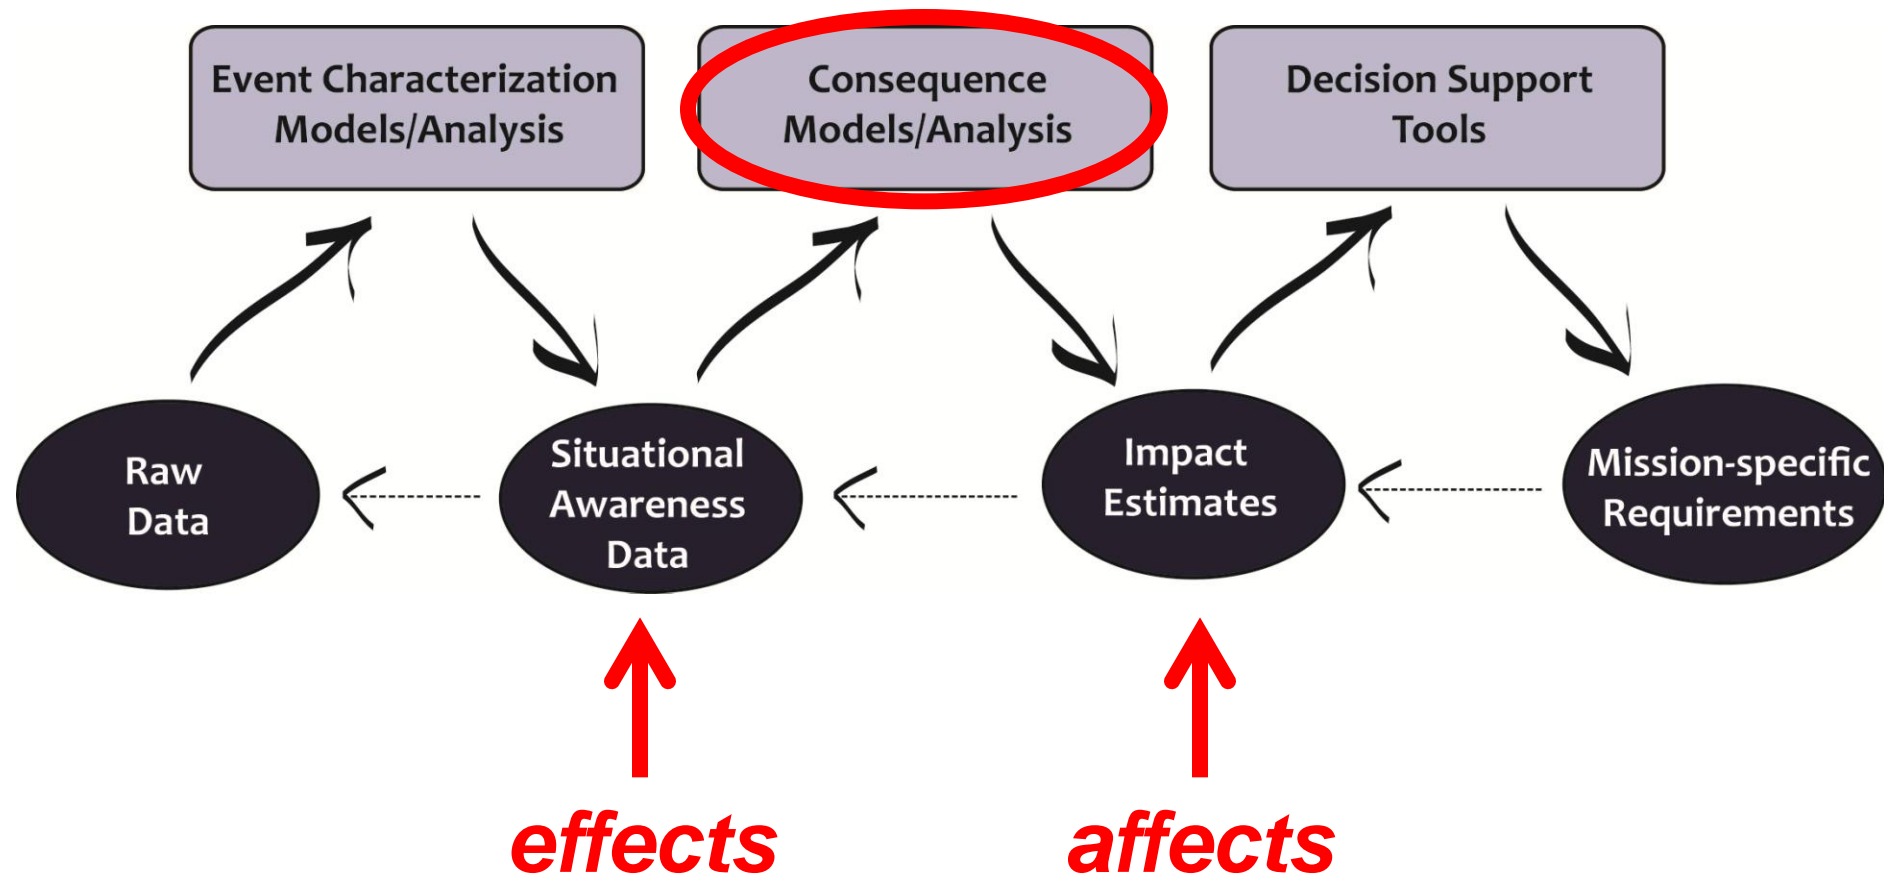 Event Characterization
Models/Analysis
Consequence
Models/Analysis
Decision Support
Tools
Raw
Data
Situational
Awareness
Data
Impact
Estimates
Mission-specific
Requirements
effects
affects